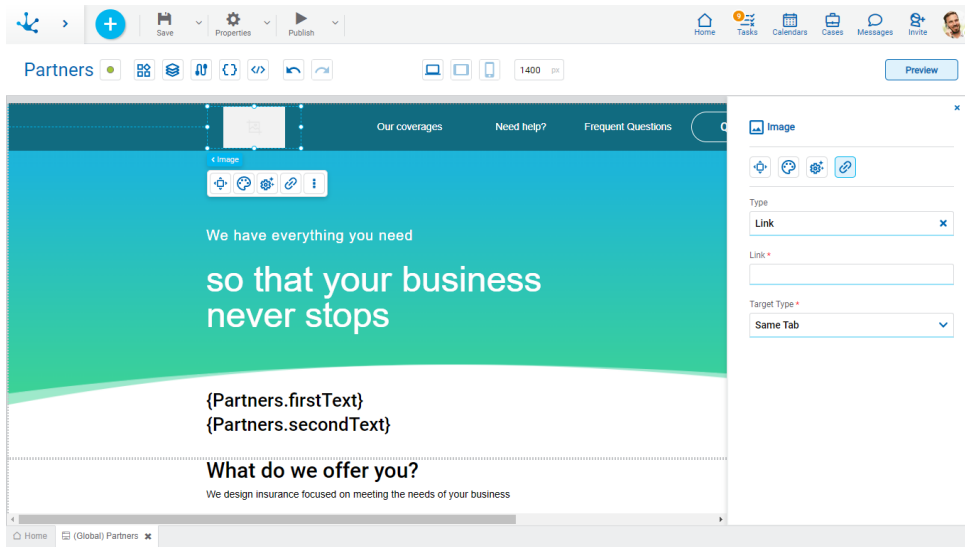 Save
Properties
Publish
Home
9
Tasks
Calendars
Cases
Messages
Invite
Partners
1400 px
Preview
Our coverages
Need help?
Frequent Questions
Q
Image
Image
We have everything you need
so that your business
never stops
Type
Link
Link *
Target Type *
Same Tab
{Partners.firstText}
{Partners.secondText}
What do we offer you?
We design insurance focused on meeting the needs of your business
Home
(Global) Partners